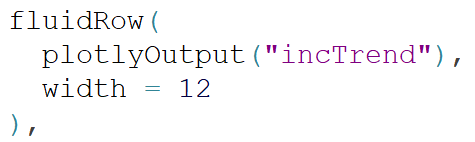 fluidRow(
  plotlyOutput("incTrend"),
  width = 12
),